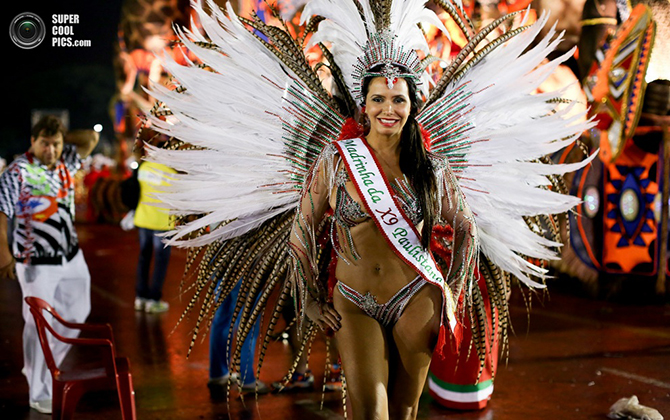 SUPER
COOL
PICS.com
Madrinha da X9 Paulistana